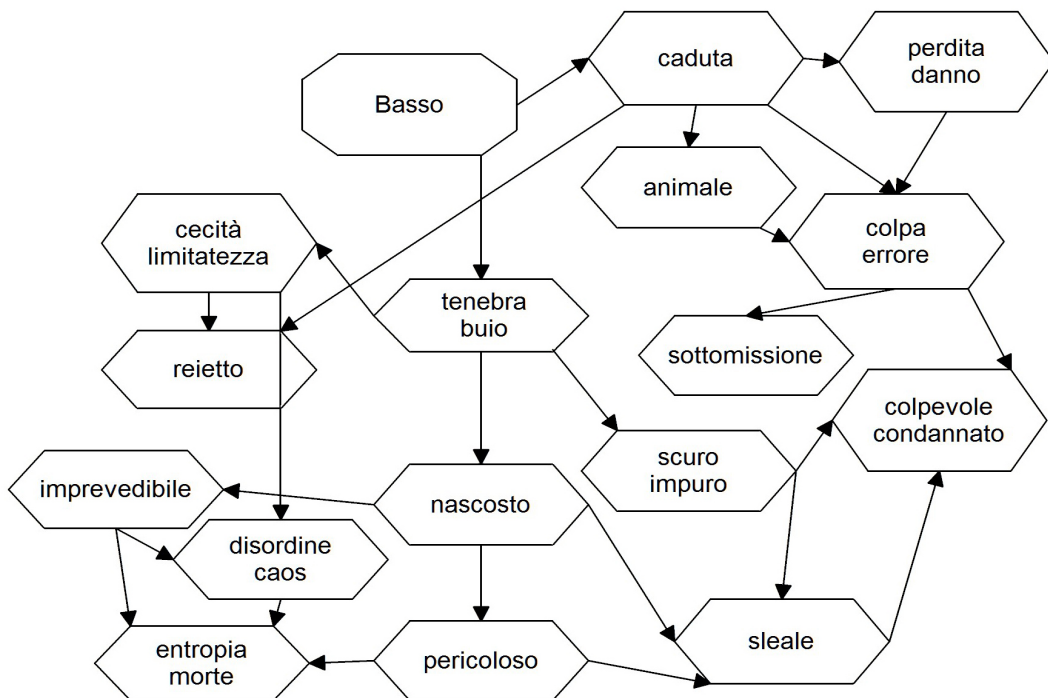 caduta
perdita
danno
Basso
animale
cecità
limitatezza
colpa
errore
tenebra
buio
sottomissione
reietto
colpevole
condannato
scuro
impuro
imprevedibile
nascosto
disordine
caos
sleale
entropia
morte
pericoloso